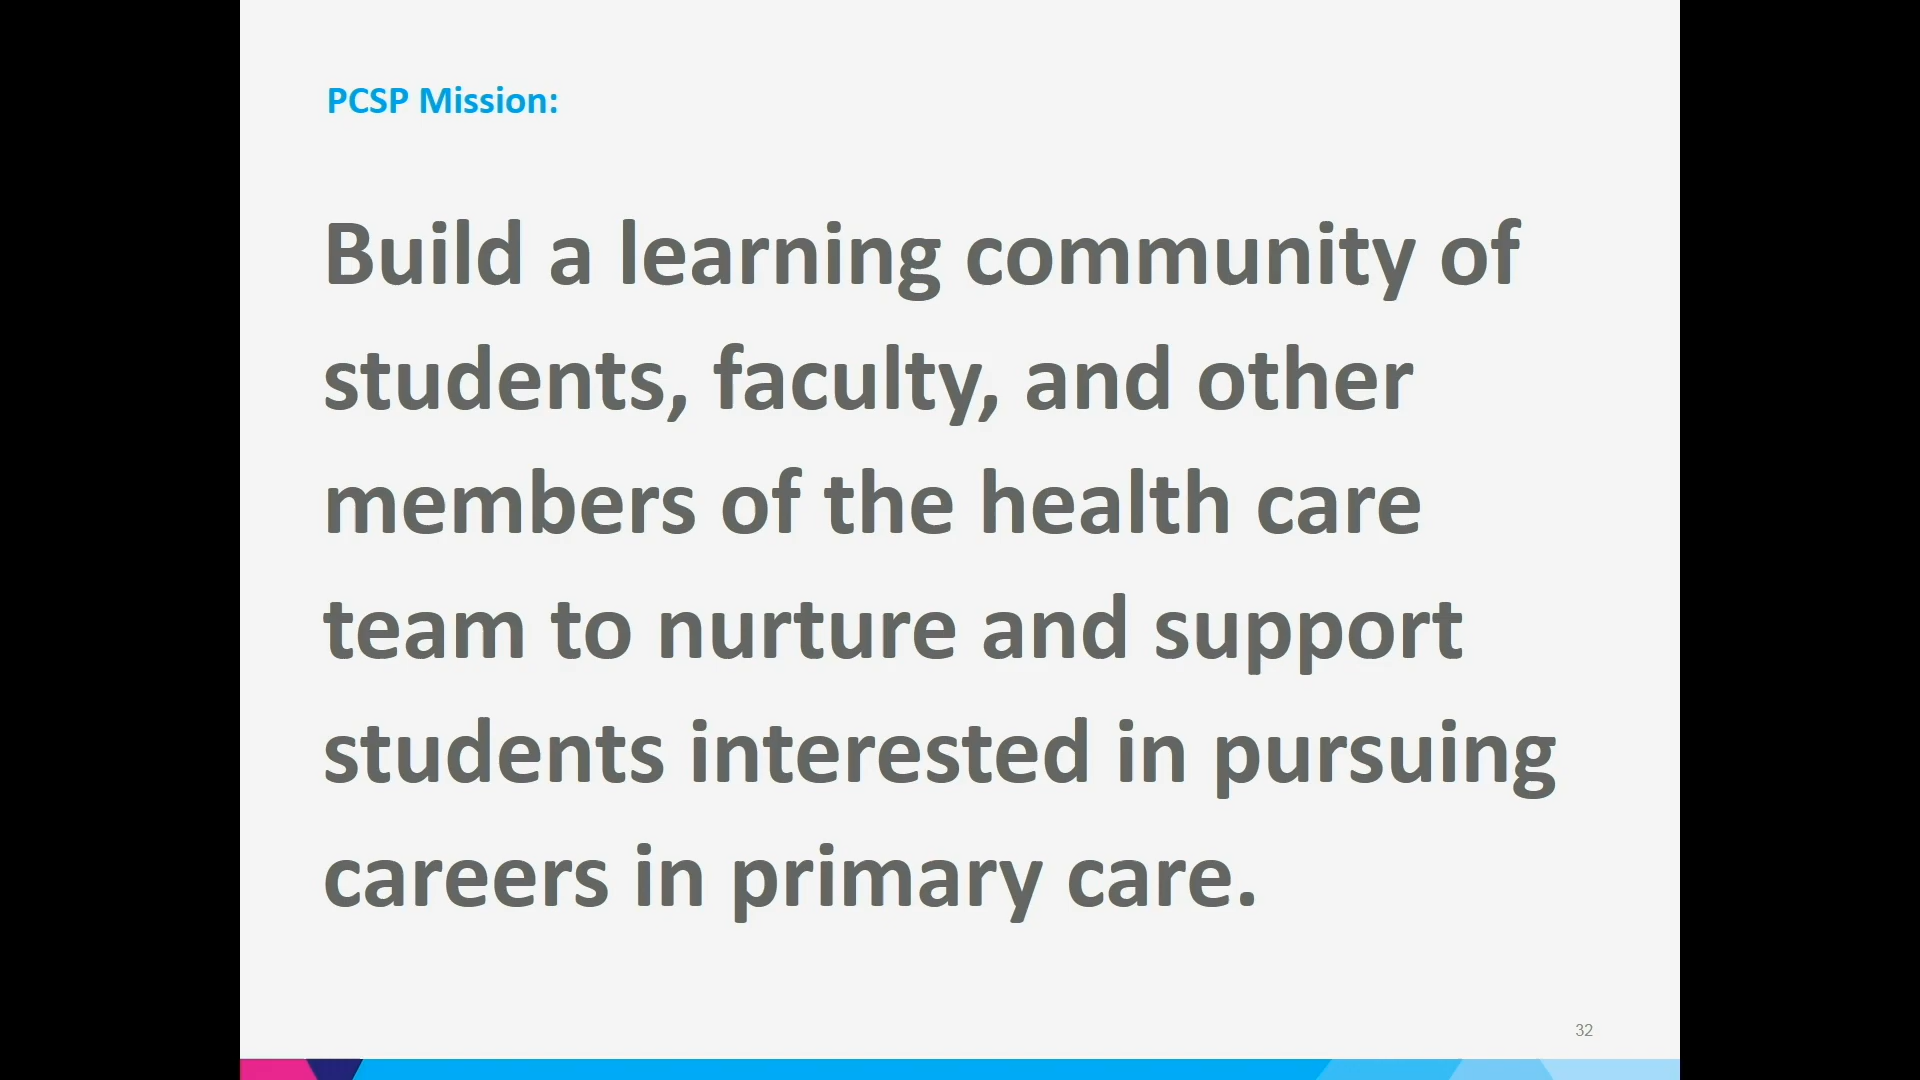 PCSP Mission:
Build a learning community of
students, faculty, and other
members of the health care
team to nurture and support
students interested in pursuing
careers in primary care.
32